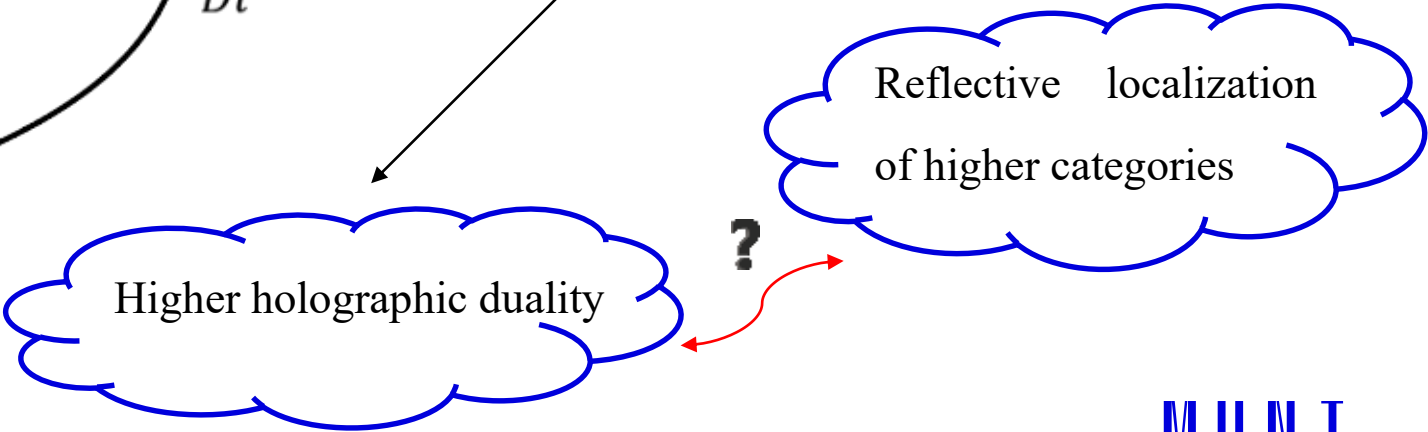 Reflective localization
of higher categories
?
Higher holographic duality